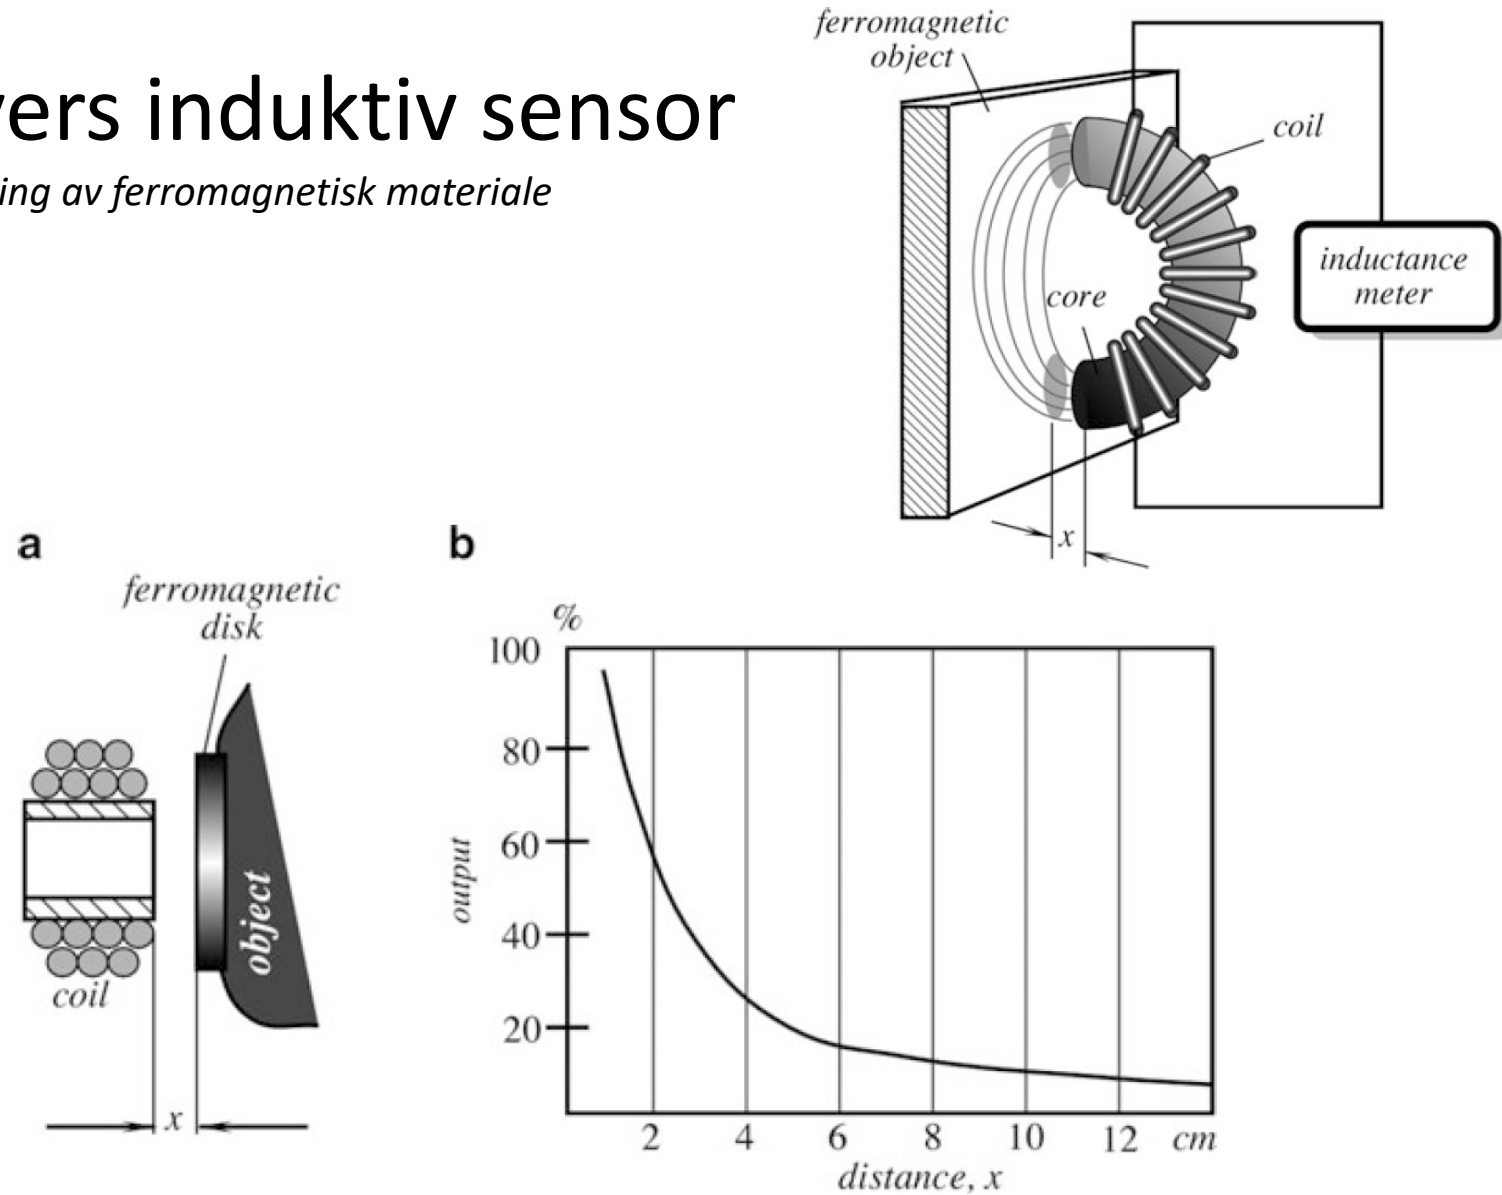 vers induktiv sensor
ing av ferromagnetisk materiale
ferromagnetic
object
coil
core
inductance
meter
x
a
ferromagnetic
disk
object
coil
x
b
%
100
80
60
40
20
output
2 4 6 8 10 12 cm
distance, x